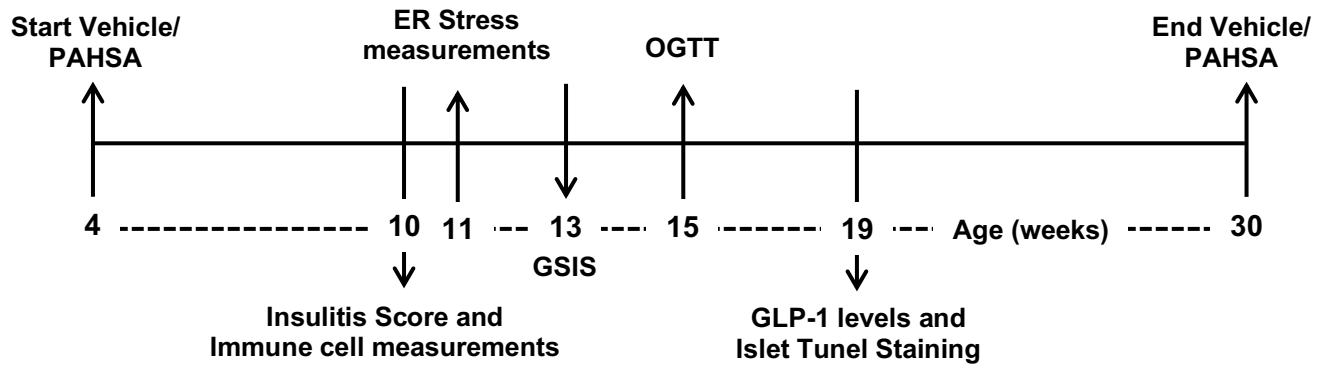 Start Vehicle/
PAHSA
ER Stress
measurements
OGTT
End Vehicle/
PAHSA
4 10 11 13 15 19 Age (weeks) 30
GSIS
Insulitis Score and
Immune cell measurements
GLP-1 levels and
Islet Tunel Staining